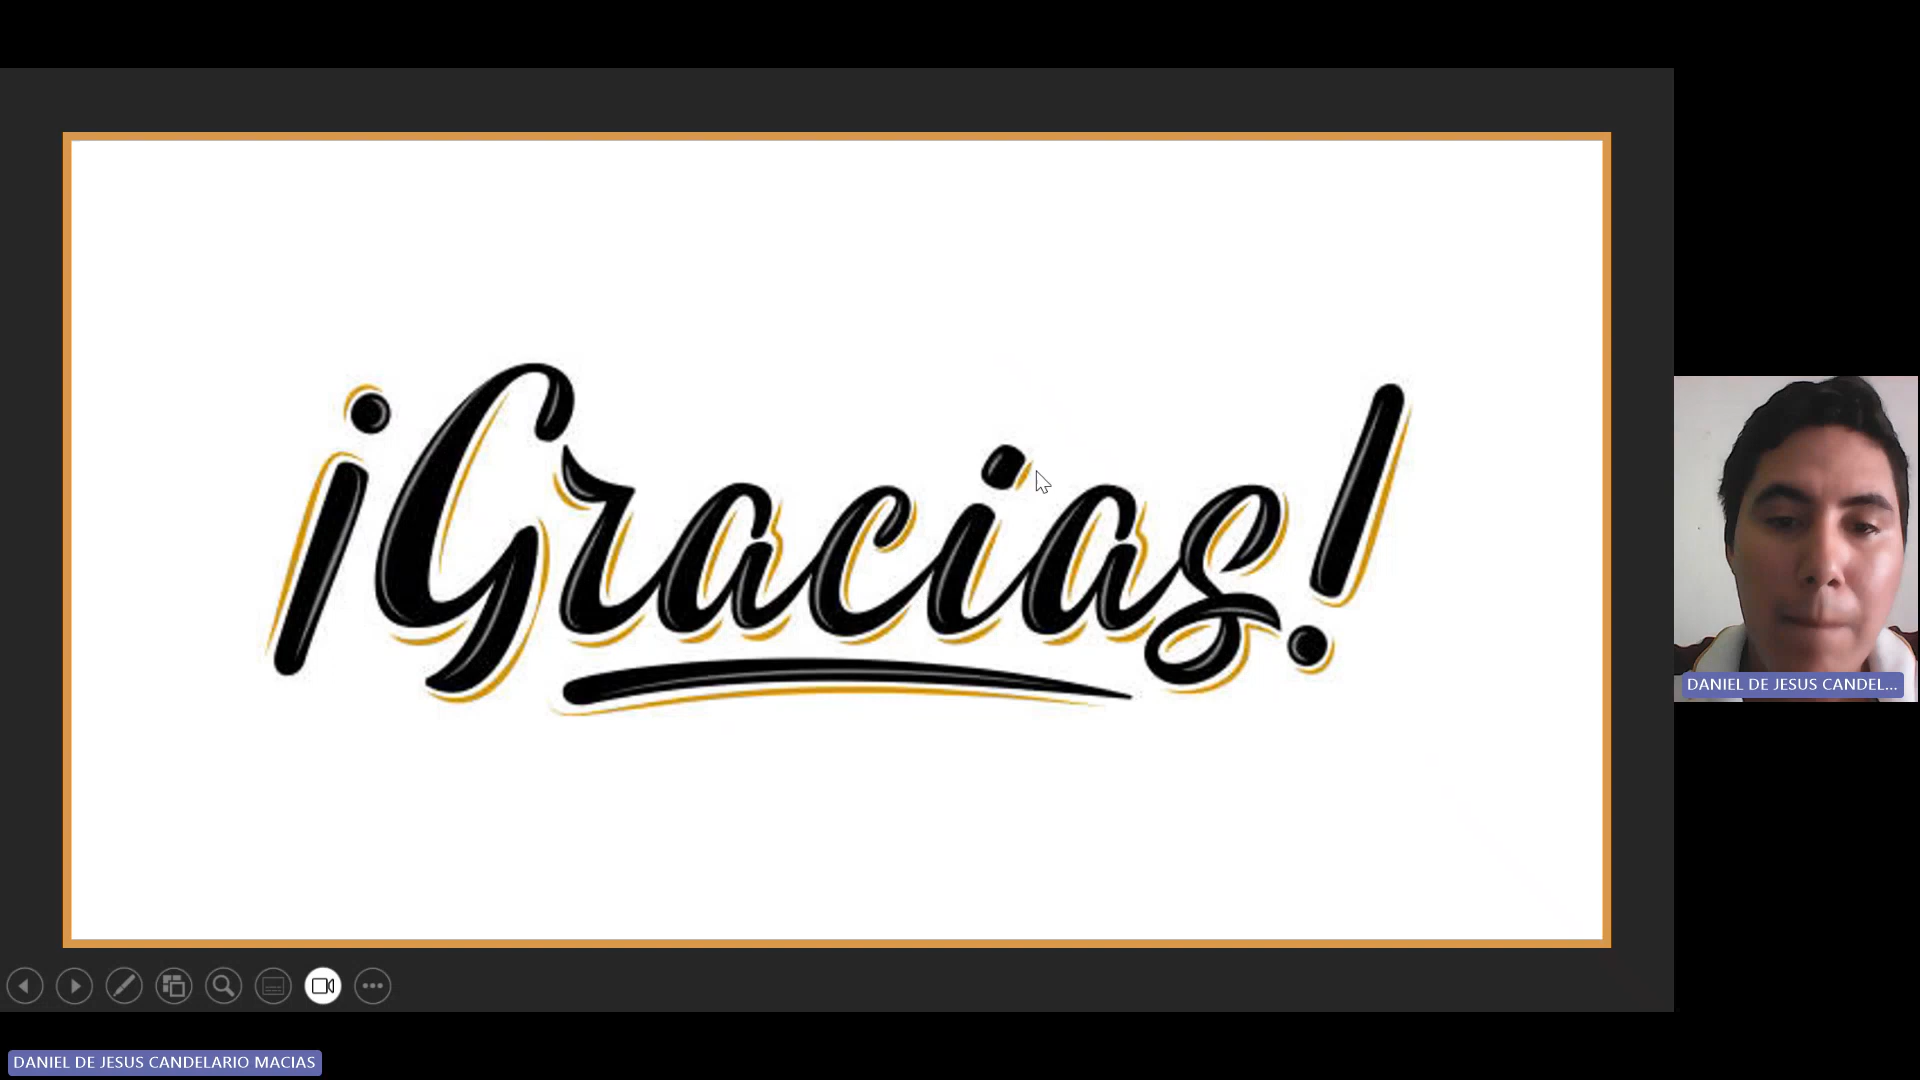 ¡Gracias!
DANIEL DE JESUS CANDEL...
DANIEL DE JESUS CANDELARIO MACIAS